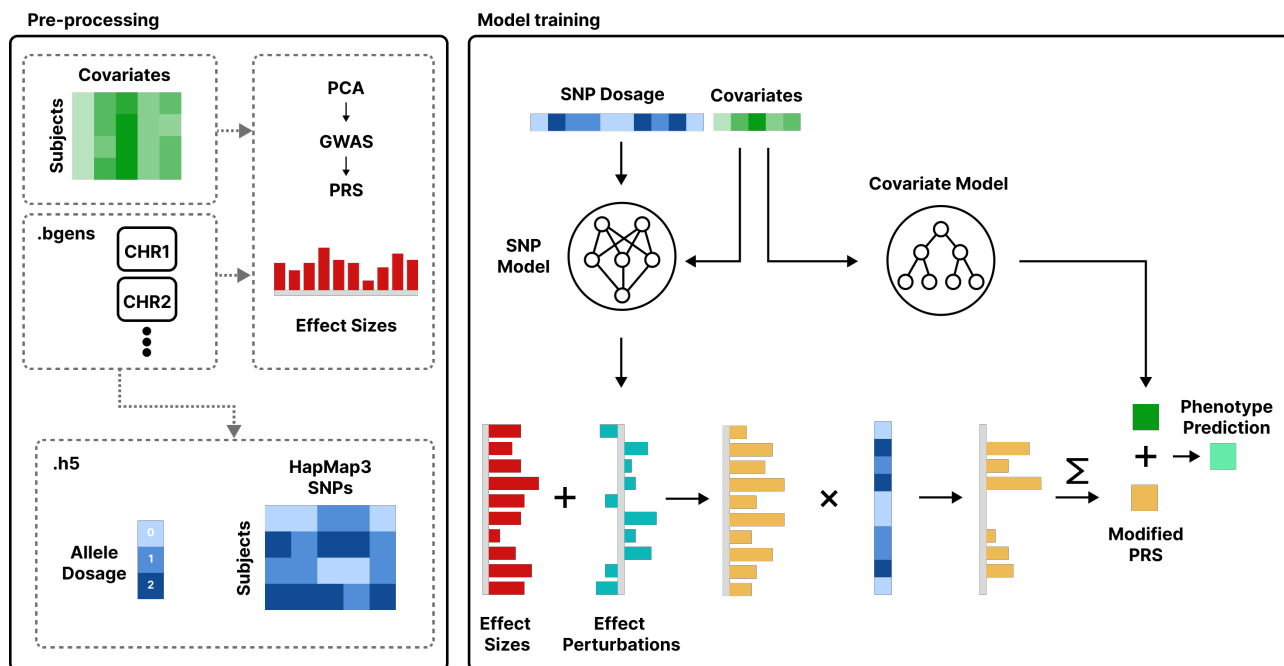 Pre-processing
Covariates
Subjects
PCA
GWAS
PRS
.bgens
CHR1
CHR2
Effect Sizes
.h5
Allele
Dosage
0
1
2
HapMap3
SNPs
Subjects
Model training
SNP Dosage
Covariates
SNP
Model
Covariate Model
Effect
Sizes
+
Effect
Perturbations
×
Σ
+
Modified
PRS
Phenotype
Prediction